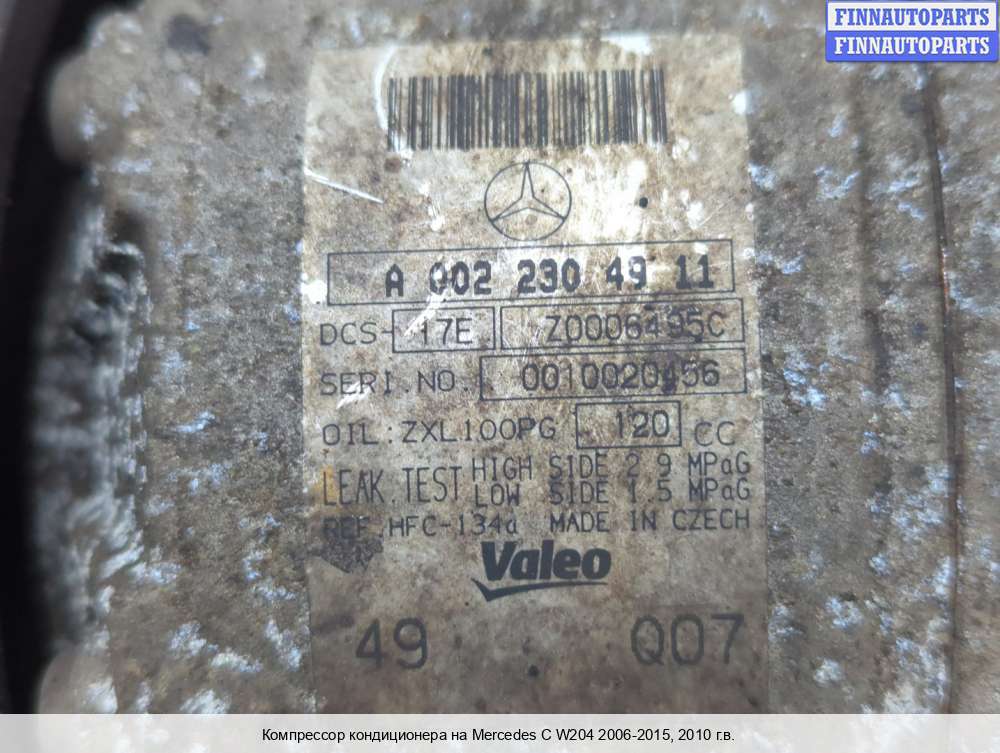 FINNAUTOPARTS
FINNAUTOPARTS
A 002 230 49 11
DCS- 17E Z0006495C
SERI.NO. 0010020456
OIL:ZXL100PG 120 CC
LEAK.TEST HIGH SIDE 2.9 MPaG
LOW SIDE 1.5 MPaG
REF.HFC-134a MADE IN CZECH
Valeo
49 Q07
Компрессор кондиционера на Mercedes C W204 2006-2015, 2010 г.в.